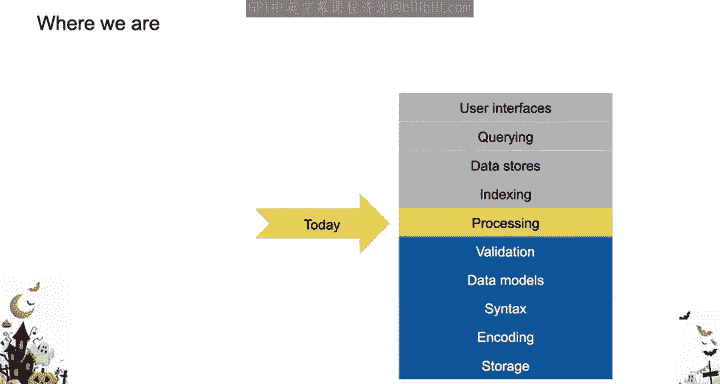 Where we are
User interfaces
Querying
Data stores
Indexing
Today
Processing
Validation
Data models
Syntax
Encoding
Storage